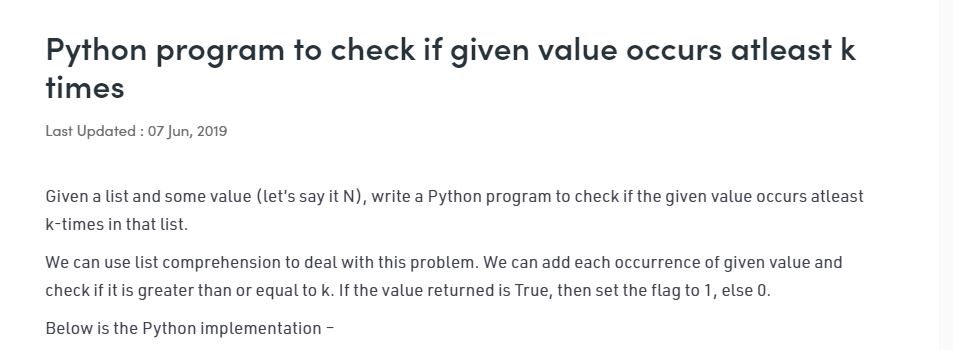 Python program to check if given value occurs atleast k
times
Last Updated : 07 Jun, 2019
Given a list and some value (let's say it N), write a Python program to check if the given value occurs atleast
k-times in that list.
We can use list comprehension to deal with this problem. We can add each occurrence of given value and
check if it is greater than or equal to k. If the value returned is True, then set the flag to 1, else 0.
Below is the Python implementation –